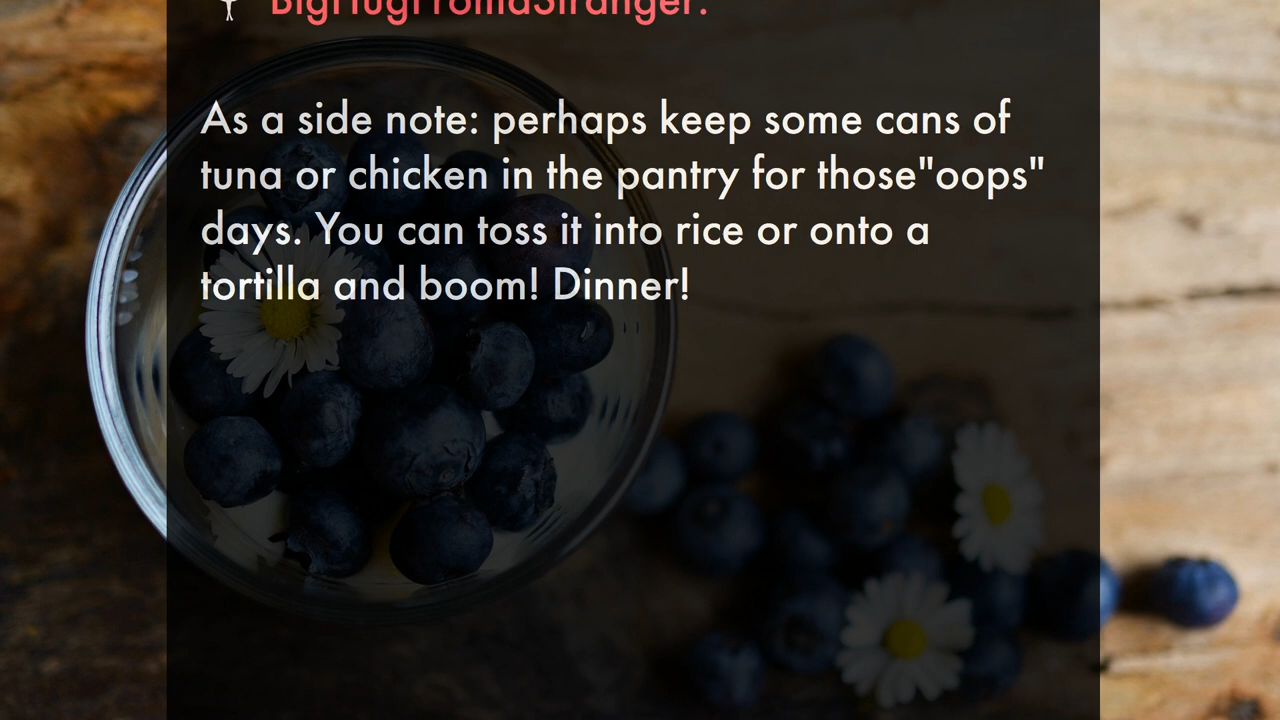 BigHugFromaStranger.
As a side note: perhaps keep some cans of
tuna or chicken in the pantry for those"oops"
days. You can toss it into rice or onto a
tortilla and boom! Dinner!